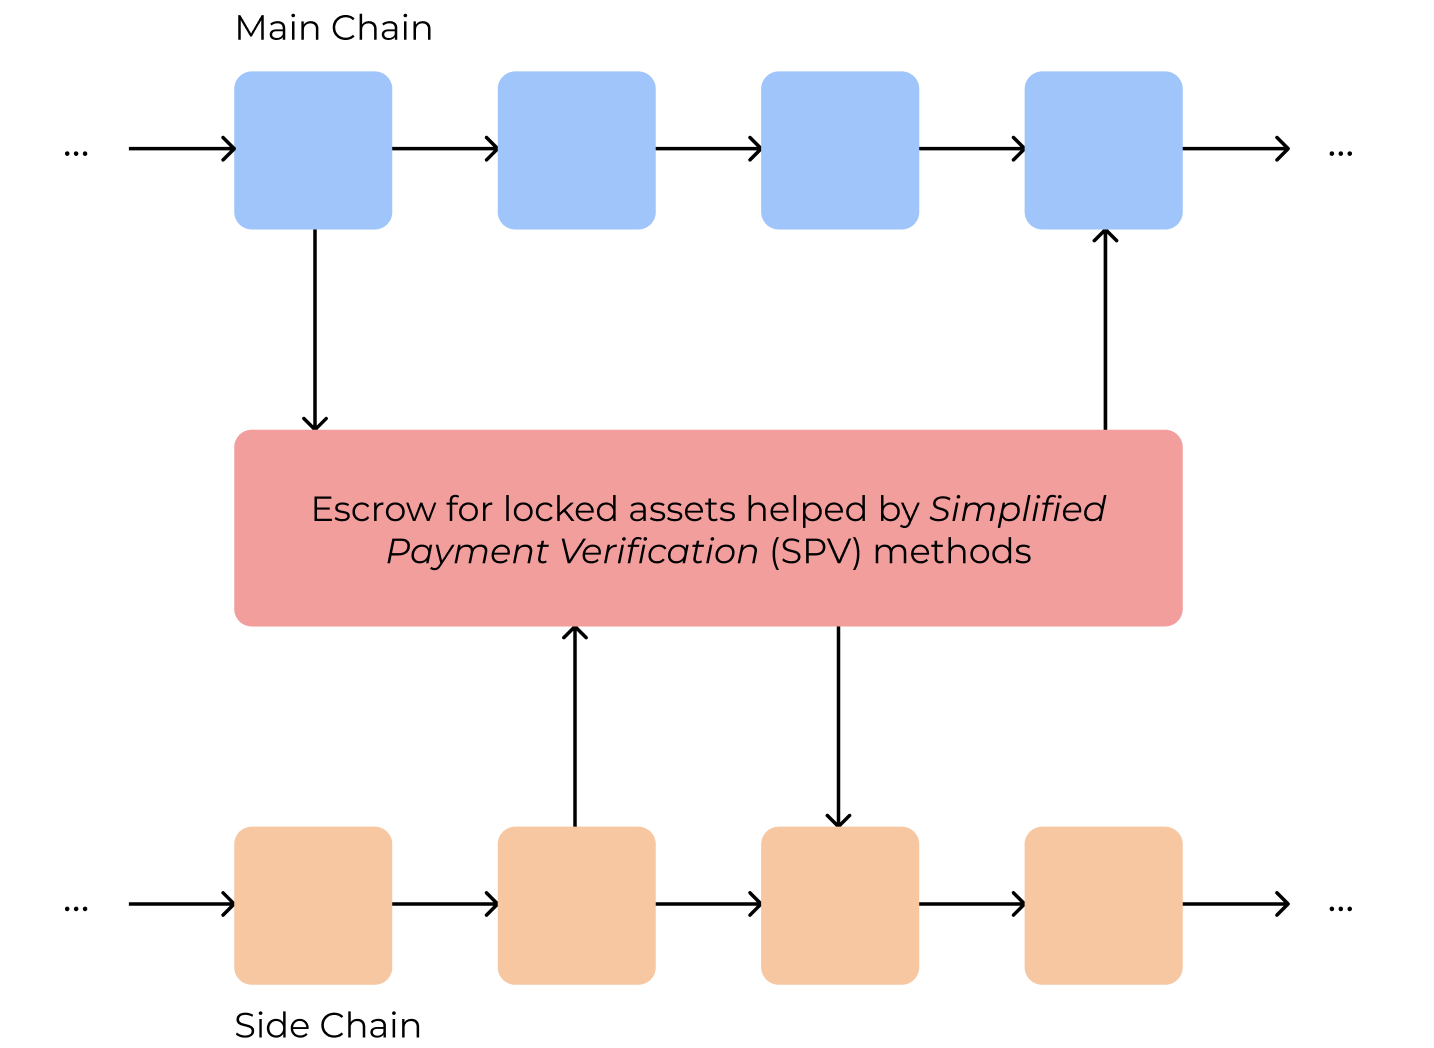 Main Chain
... ...
Escrow for locked assets helped by Simplified
Payment Verification (SPV) methods
... ...
Side Chain